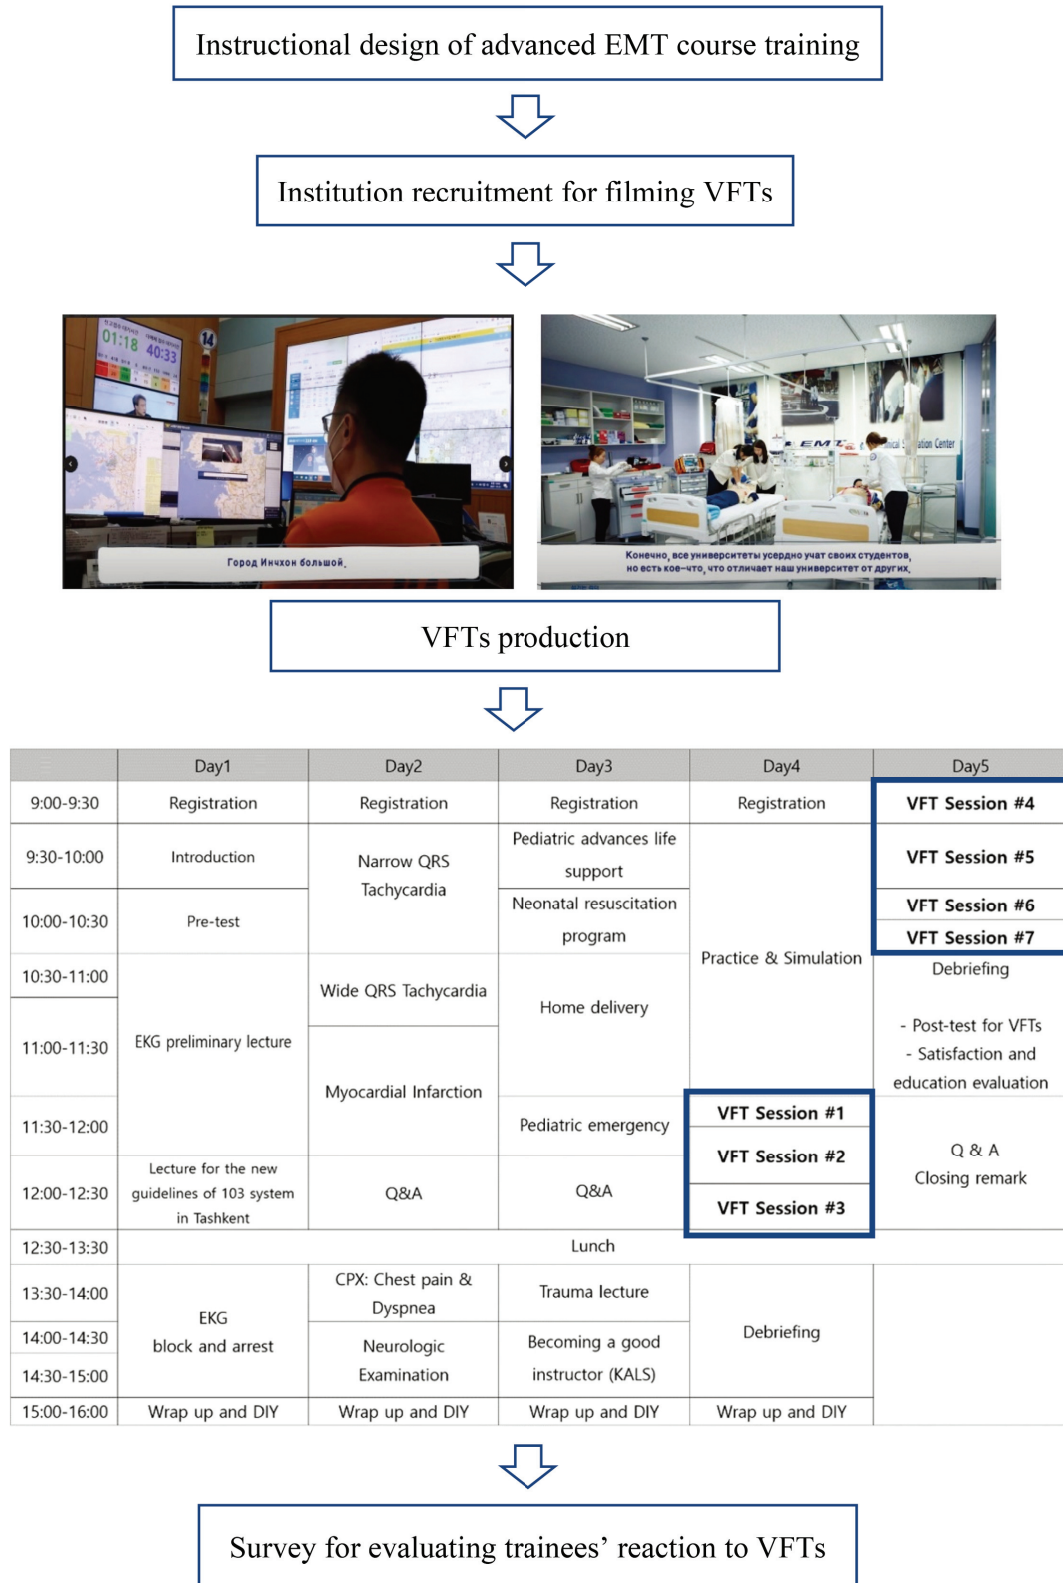 Instructional design of advanced EMT course training
Institution recruitment for filming VFTs
01:18
40:33
14
Город Инчхон большой.
EMT
Center
Конечно, все университеты усердно учат своих студентов,
но есть кое-что, что отличает наш университет от других.
VFTs production
Day1 Day2 Day3 Day4 Day5
9:00-9:30 Registration Registration Registration Registration VFT Session #4
9:30-10:00 Introduction Narrow QRS
Tachycardia Pediatric advances life
support VFT Session #5
10:00-10:30 Pre-test Neonatal resuscitation
program VFT Session #6
VFT Session #7
Practice & Simulation
10:30-11:00 Wide QRS Tachycardia Home delivery Debriefing
11:00-11:30 EKG preliminary lecture - Post-test for VFTs
- Satisfaction and
education evaluation
Myocardial Infarction
11:30-12:00 Pediatric emergency VFT Session #1
VFT Session #2
Q & A
Closing remark
12:00-12:30 Lecture for the new
guidelines of 103 system
in Tashkent Q&A Q&A VFT Session #3
12:30-13:30 Lunch
13:30-14:00 EKG
block and arrest CPX: Chest pain &
Dyspnea Trauma lecture Debriefing
14:00-14:30 Neurologic
Examination Becoming a good
instructor (KALS)
14:30-15:00
15:00-16:00 Wrap up and DIY Wrap up and DIY Wrap up and DIY Wrap up and DIY
Survey for evaluating trainees’ reaction to VFTs